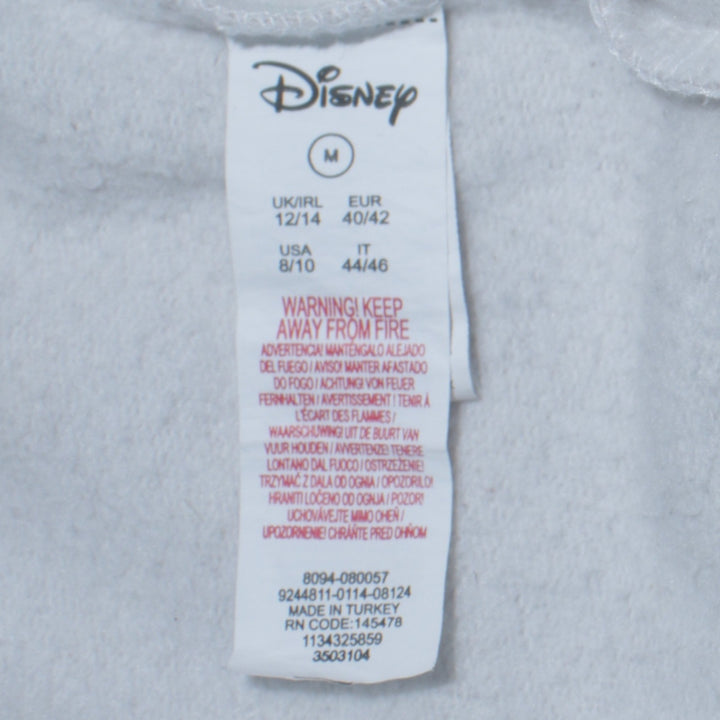 Disney
M
UK/IRL EUR
12/14 40/42
USA IT
8/10 44/46
WARNING! KEEP
AWAY FROM FIRE
ADVERTENCIA! MANTÉNGALO ALEJADO
DEL FUEGO / AVISO! MANTER AFASTADO
DO FOGO / ACHTUNG! VON FEUER
FERNHALTEN / AVERTISSEMENT ! TENIR À
L'ÉCART DES FLAMMES /
WAARSCHUWING! UIT DE BUURT VAN
VUUR HOUDEN / AVVERTENZE! TENERE
LONTANO DAL FUOCO / OSTRZEŻENIE!
TRZYMAĆ Z DALA OD OGNIA / OPOZORILO!
HRANITI LOČENO OD OGNJA / POZOR!
UCHOVÁVEJTE MIMO OHEŇ /
UPOZORNENIE! CHRÁŇTE PRED OHŇOM
8094-080057
9244811-0114-08124
MADE IN TURKEY
RN CODE:145478
1134325859
3503104